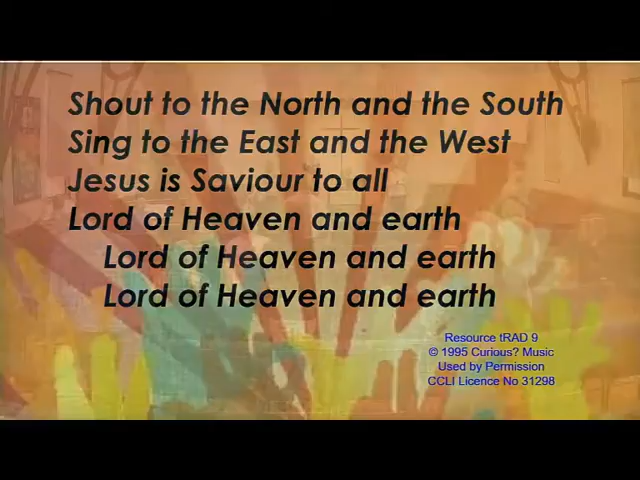 Shout to the North and the South
Sing to the East and the West
Jesus is Saviour to all
Lord of Heaven and earth
Lord of Heaven and earth
Lord of Heaven and earth
Resource tRAD 9
© 1995 Curious? Music
Used by Permission
CCLI Licence No 31298